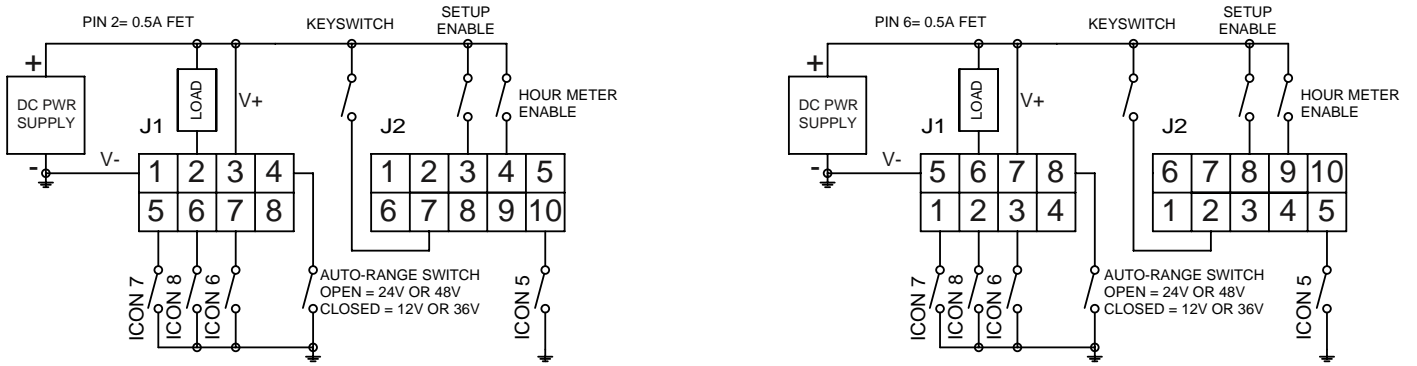 PIN 2= 0.5A FET
KEYSWITCH
SETUP
ENABLE
+
DC PWR
SUPPLY
-
LOAD
V+
HOUR METER
ENABLE
J1
J2
V-
1 2 3 4
5 6 7 8
1 2 3 4 5
6 7 8 9 10
ICON 7
ICON 8
ICON 6
AUTO-RANGE SWITCH
OPEN = 24V OR 48V
CLOSED = 12V OR 36V
ICON 5
PIN 6= 0.5A FET
KEYSWITCH
SETUP
ENABLE
+
DC PWR
SUPPLY
-
LOAD
V+
HOUR METER
ENABLE
J1
J2
V-
5 6 7 8
1 2 3 4
6 7 8 9 10
1 2 3 4 5
ICON 7
ICON 8
ICON 6
AUTO-RANGE SWITCH
OPEN = 24V OR 48V
CLOSED = 12V OR 36V
ICON 5